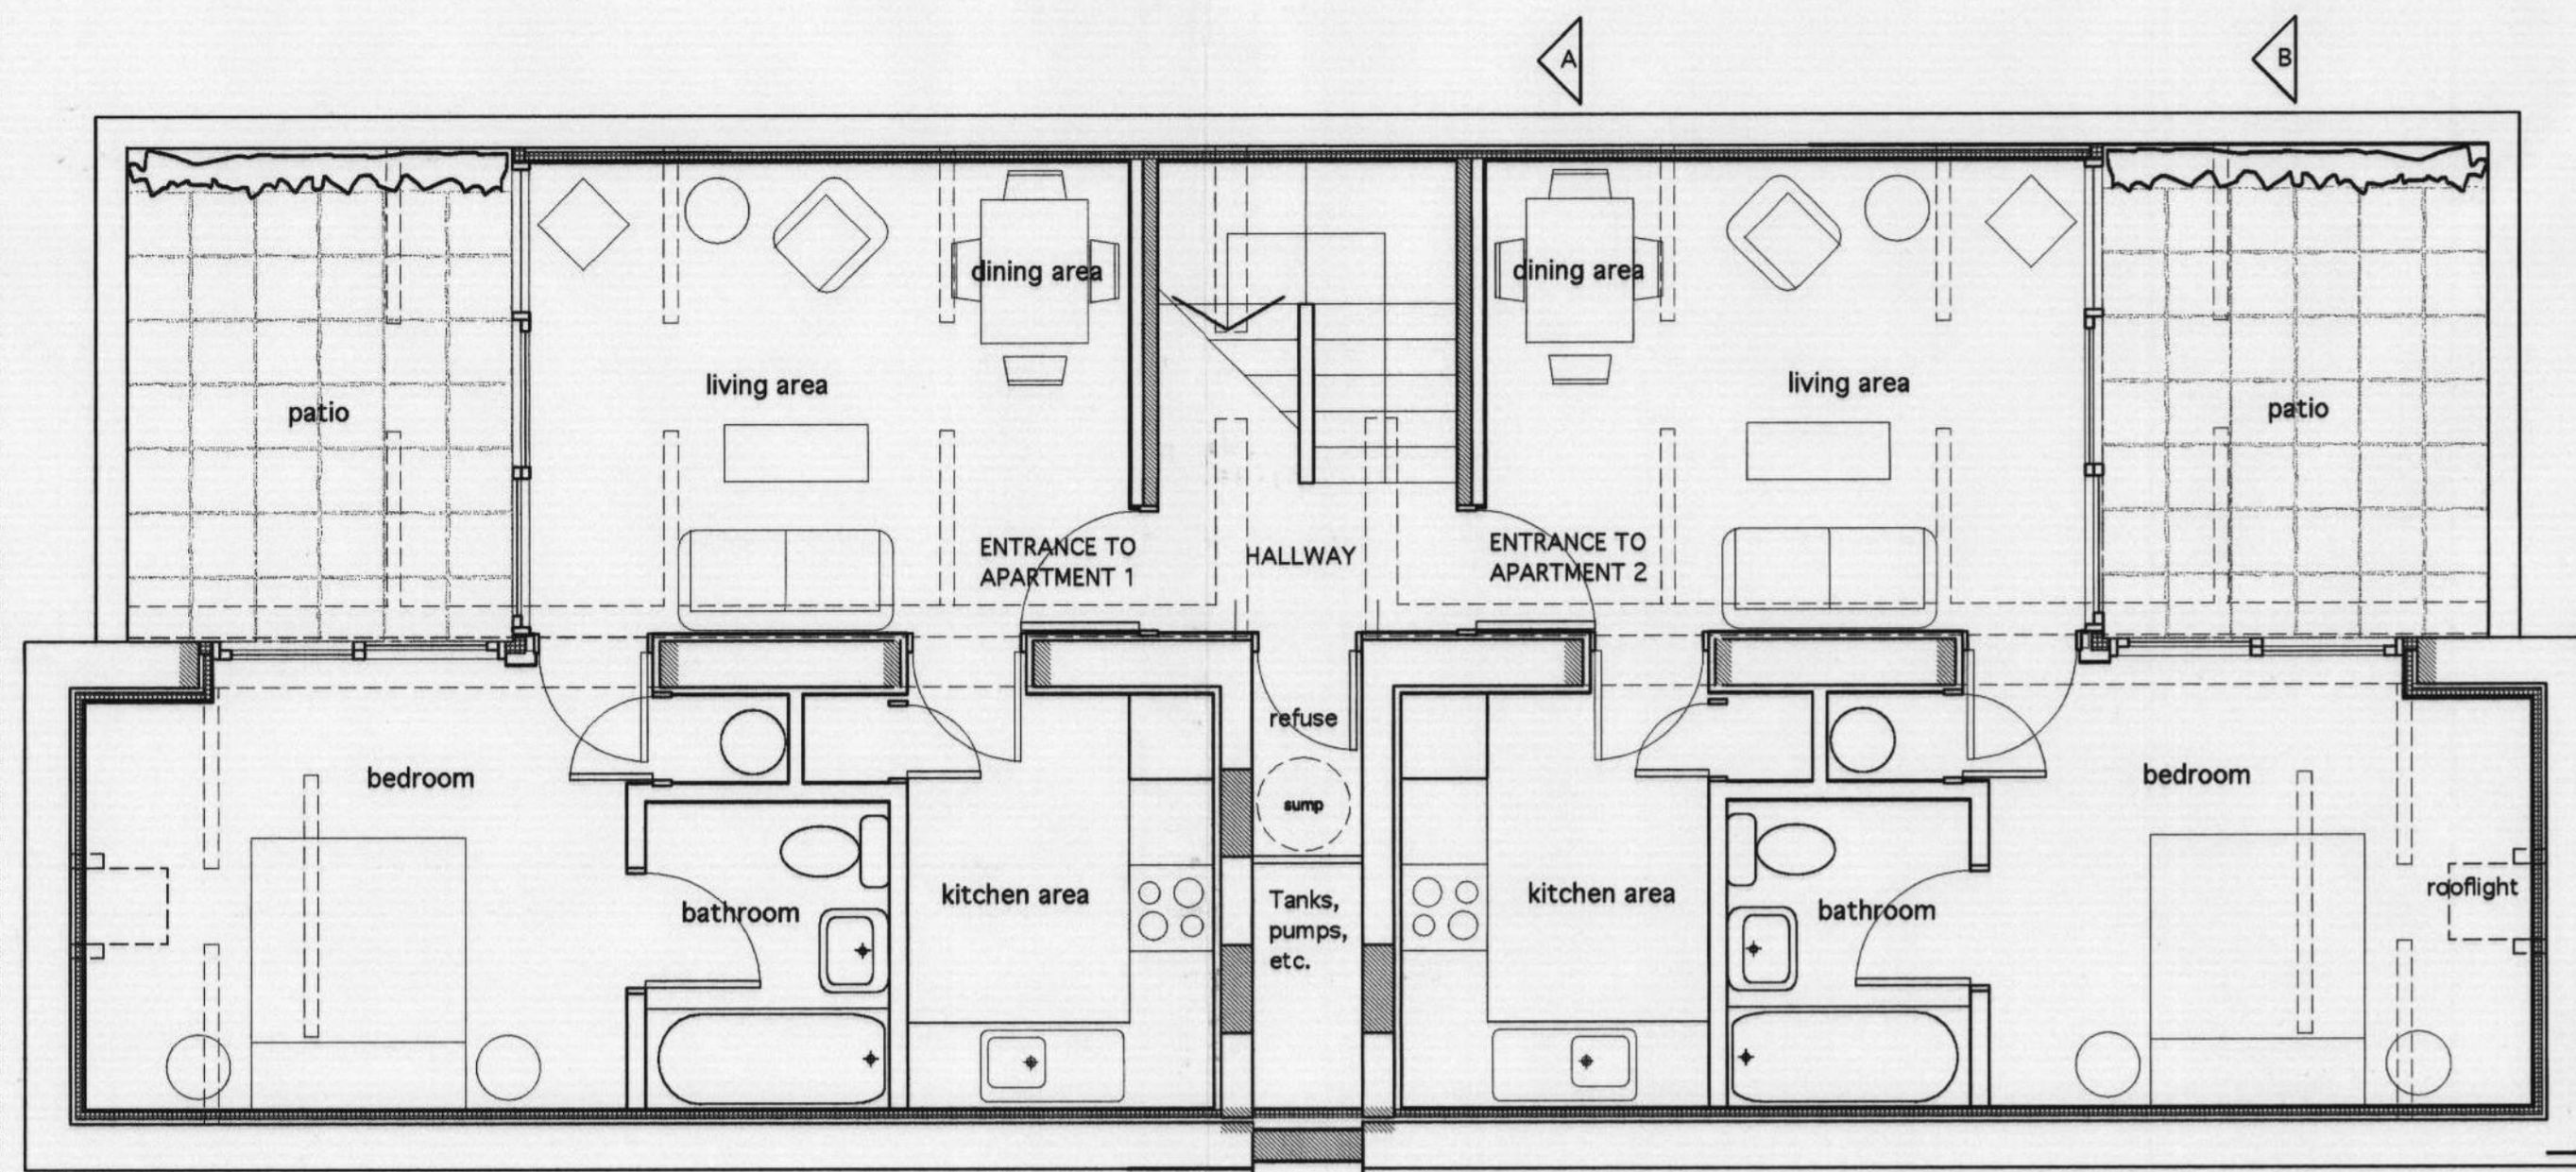 A
B
dining area
dining area
living area
living area
patio
patio
ENTRANCE TO
APARTMENT 1
HALLWAY
ENTRANCE TO
APARTMENT 2
refuse
bedroom
bedroom
sump
kitchen area
kitchen area
rooflight
bathroom
bathroom
Tanks,
pumps,
etc.